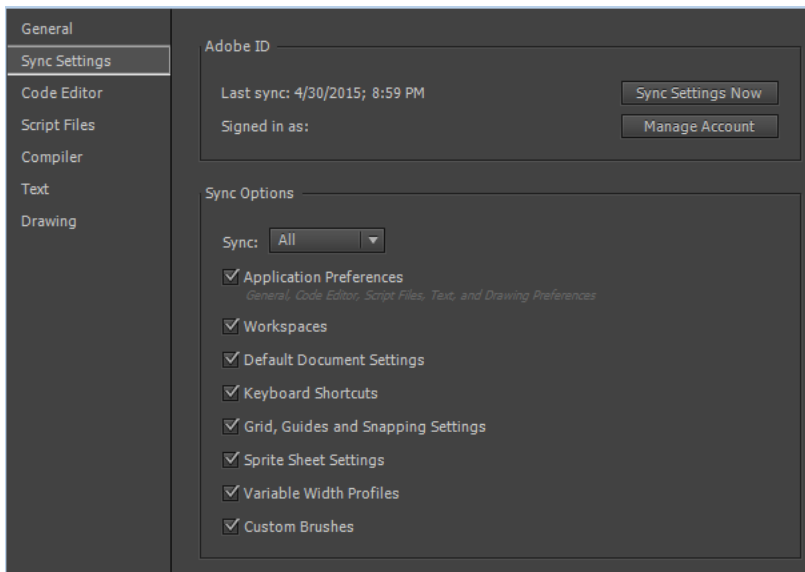 General
Sync Settings
Code Editor
Script Files
Compiler
Text
Drawing
Adobe ID
Last sync: 4/30/2015; 8:59 PM
Sync Settings Now
Signed in as:
Manage Account
Sync Options
Sync: All
Application Preferences
General, Code Editor, Script Files, Text, and Drawing Preferences
Workspaces
Default Document Settings
Keyboard Shortcuts
Grid, Guides and Snapping Settings
Sprite Sheet Settings
Variable Width Profiles
Custom Brushes